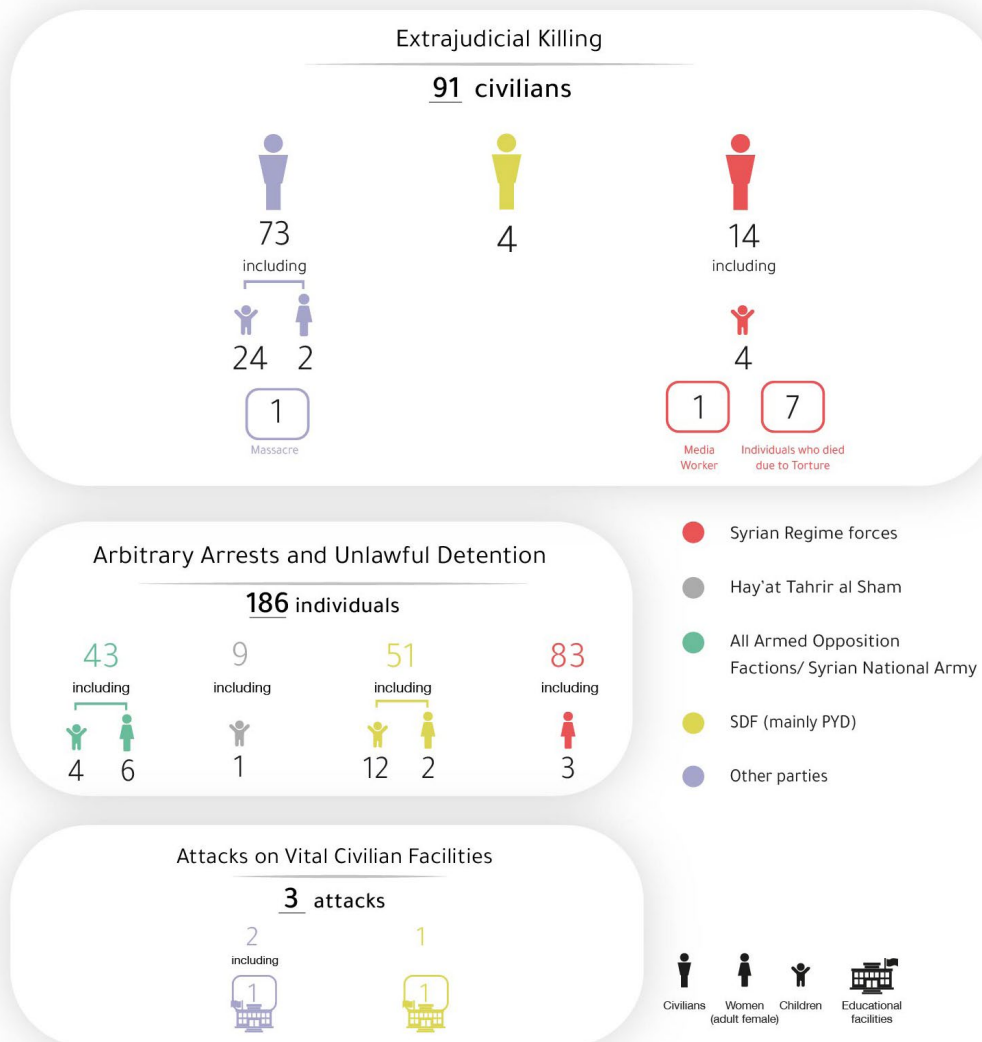 Extrajudicial Killing
91 civilians
73
including
24 2
1
Massacre
4
14
including
4
1 7
Media
Worker
Individuals who died
due to Torture
Arbitrary Arrests and Unlawful Detention
186 individuals
43
including
4 6
9
including
1
51
including
12 2
83
including
3
Syrian Regime forces
Hay'at Tahrir al Sham
All Armed Opposition
Factions/ Syrian National Army
SDF (mainly PYD)
Other parties
Attacks on Vital Civilian Facilities
3 attacks
2
including
1
1
1
Civilians
Women
(adult female)
Children
Educational
facilities